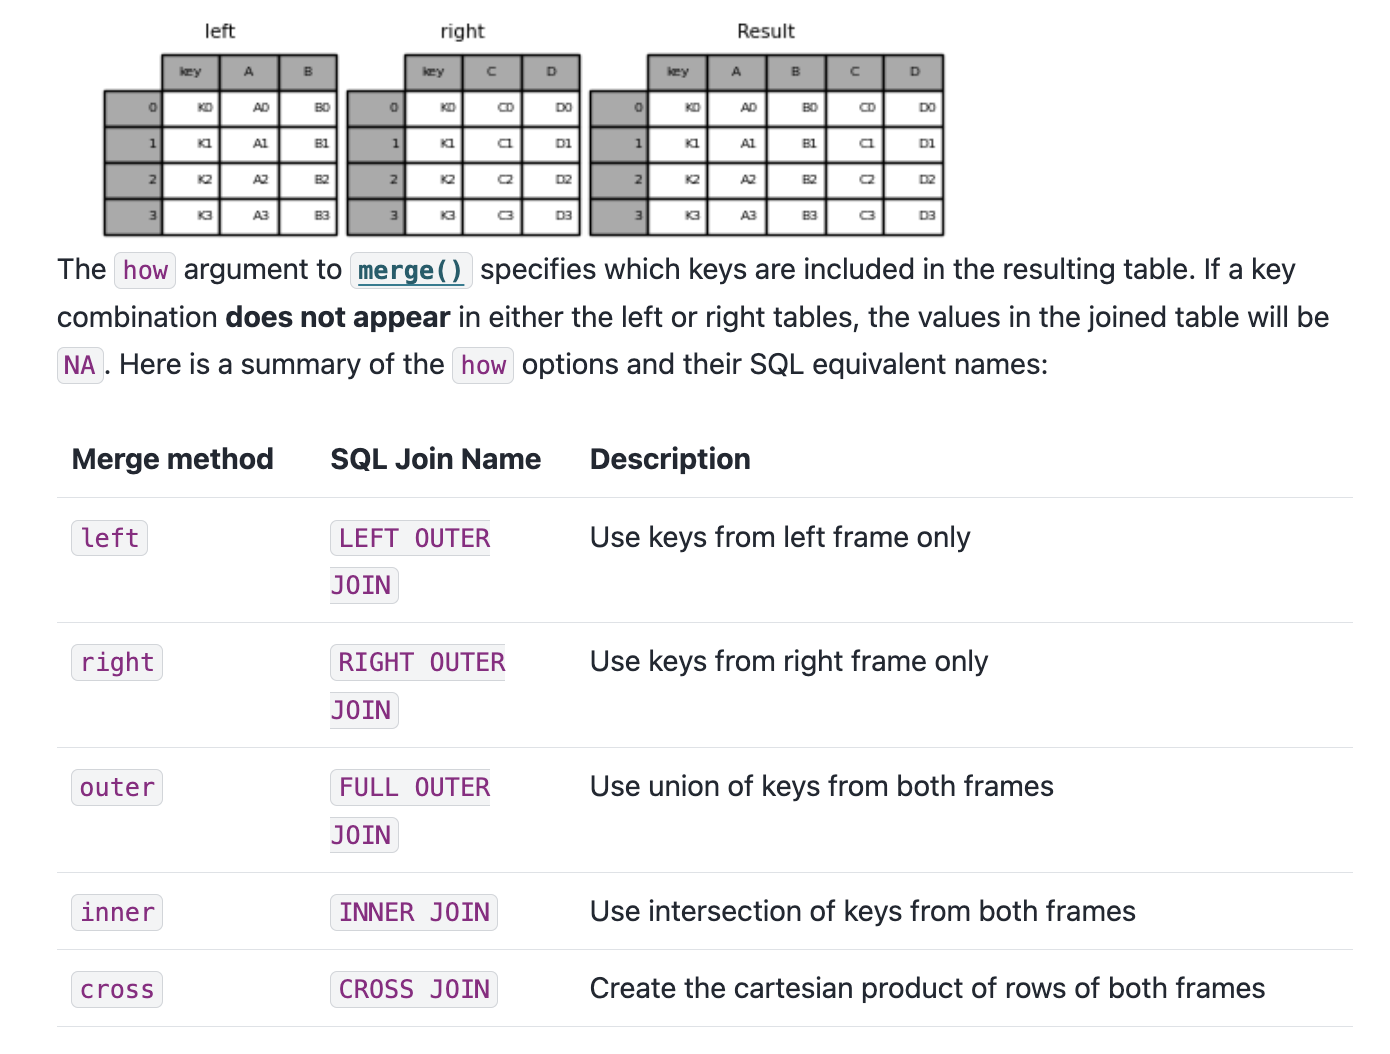 left right Result
key A B key C D key A B C D
0 K0 A0 B0 0 K0 C0 D0 0 K0 A0 B0 C0 D0
1 K1 A1 B1 1 K1 C1 D1 1 K1 A1 B1 C1 D1
2 K2 A2 B2 2 K2 C2 D2 2 K2 A2 B2 C2 D2
3 K3 A3 B3 3 K3 C3 D3 3 K3 A3 B3 C3 D3
The how argument to merge() specifies which keys are included in the resulting table. If a key
combination does not appear in either the left or right tables, the values in the joined table will be
NA. Here is a summary of the how options and their SQL equivalent names:
Merge method SQL Join Name Description
left LEFT OUTER Use keys from left frame only
JOIN
right RIGHT OUTER Use keys from right frame only
JOIN
outer FULL OUTER Use union of keys from both frames
JOIN
inner INNER JOIN Use intersection of keys from both frames
cross CROSS JOIN Create the cartesian product of rows of both frames